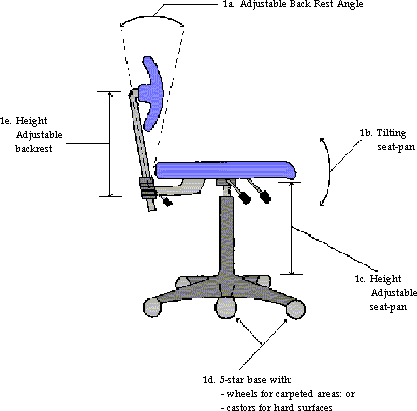 1a. Adjustable Back Rest Angle
1e. Height
Adjustable
backrest
1b. Tilting
seat-pan
1c. Height
Adjustable
seat-pan
1d. 5-star base with:
- wheels for carpeted areas: or
- castors for hard surfaces